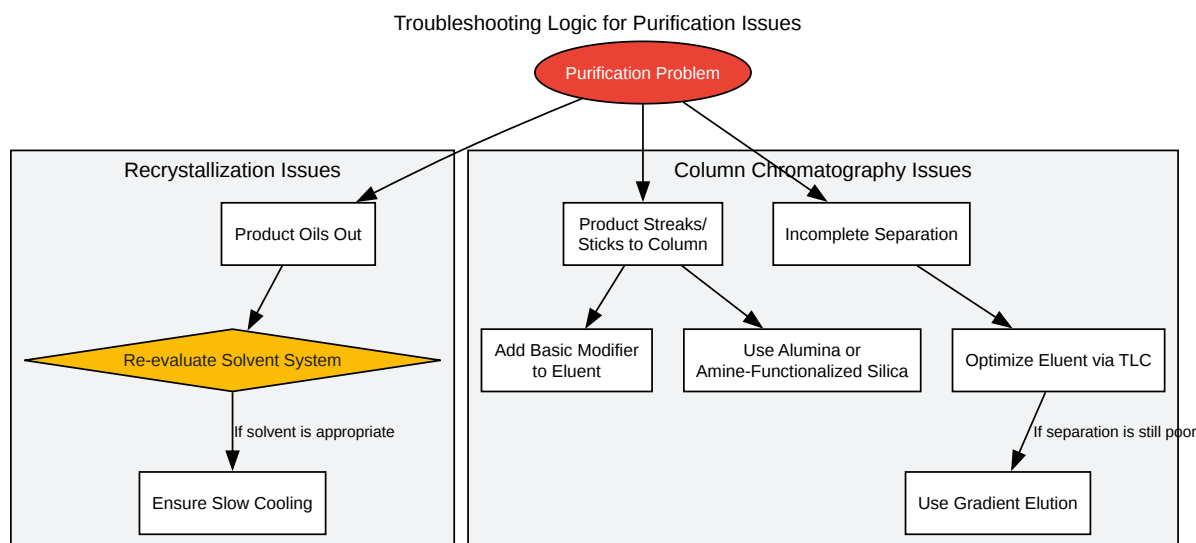 Troubleshooting Logic for Purification Issues
Purification Problem
Recrystallization Issues
Column Chromatography Issues
Product Oils Out
Product Streaks/
Sticks to Column
Incomplete Separation
Re-evaluate Solvent System
Add Basic Modifier
to Eluent
Use Alumina or
Amine-Functionalized Silica
Optimize Eluent via TLC
If solvent is appropriate
If separation is still poor
Ensure Slow Cooling
Use Gradient Elution